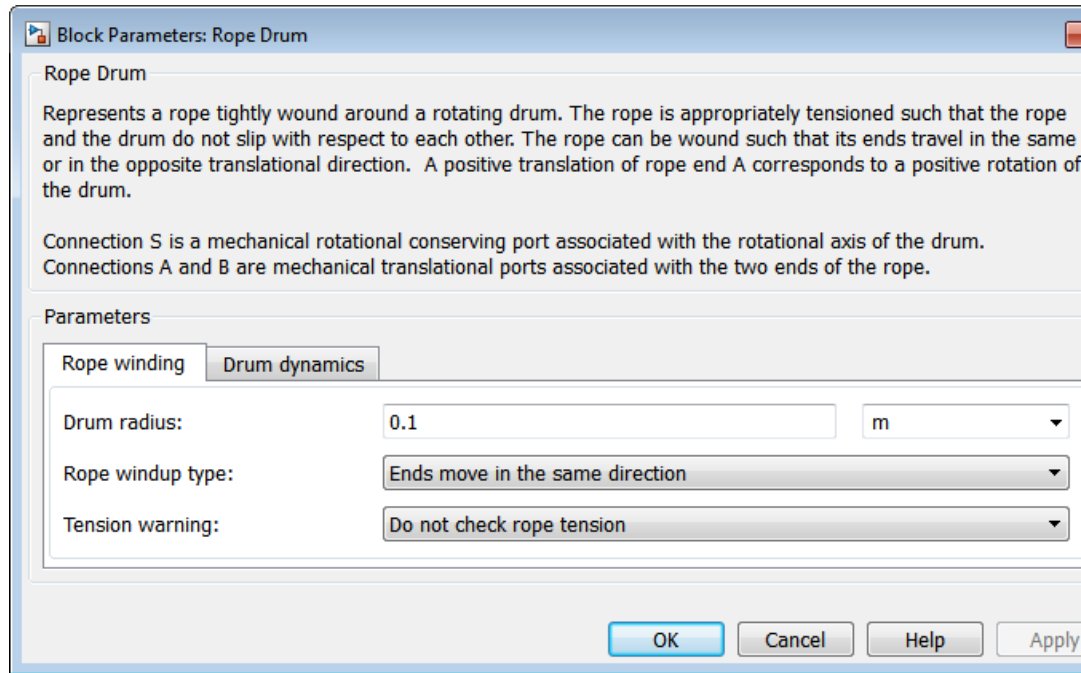 Block Parameters: Rope Drum
Rope Drum
Represents a rope tightly wound around a rotating drum. The rope is appropriately tensioned such that the rope
and the drum do not slip with respect to each other. The rope can be wound such that its ends travel in the same
or in the opposite translational direction.  A positive translation of rope end A corresponds to a positive rotation of
the drum.
Connection S is a mechanical rotational conserving port associated with the rotational axis of the drum.
Connections A and B are mechanical translational ports associated with the two ends of the rope.
Parameters
Rope winding Drum dynamics
Drum radius: 0.1 m
Rope windup type: Ends move in the same direction
Tension warning: Do not check rope tension
OK Cancel Help Apply